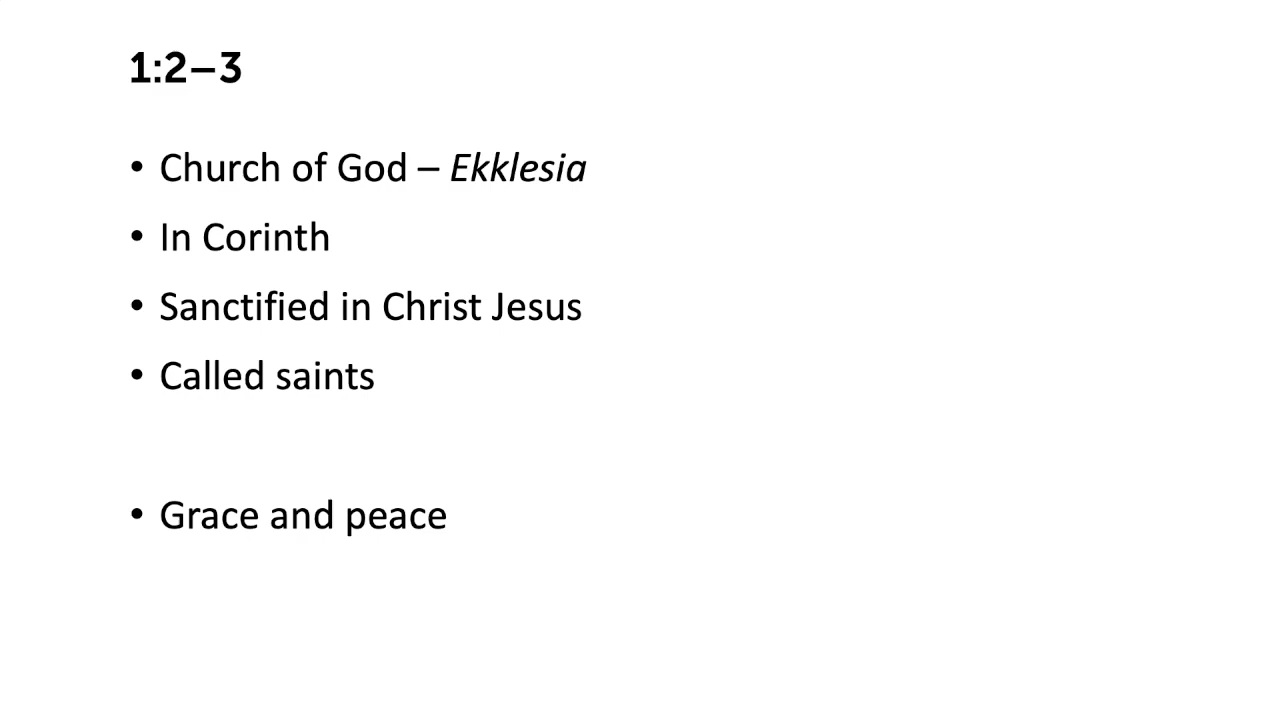 1:2–3
• Church of God – Ekklesia
• In Corinth
• Sanctified in Christ Jesus
• Called saints
• Grace and peace